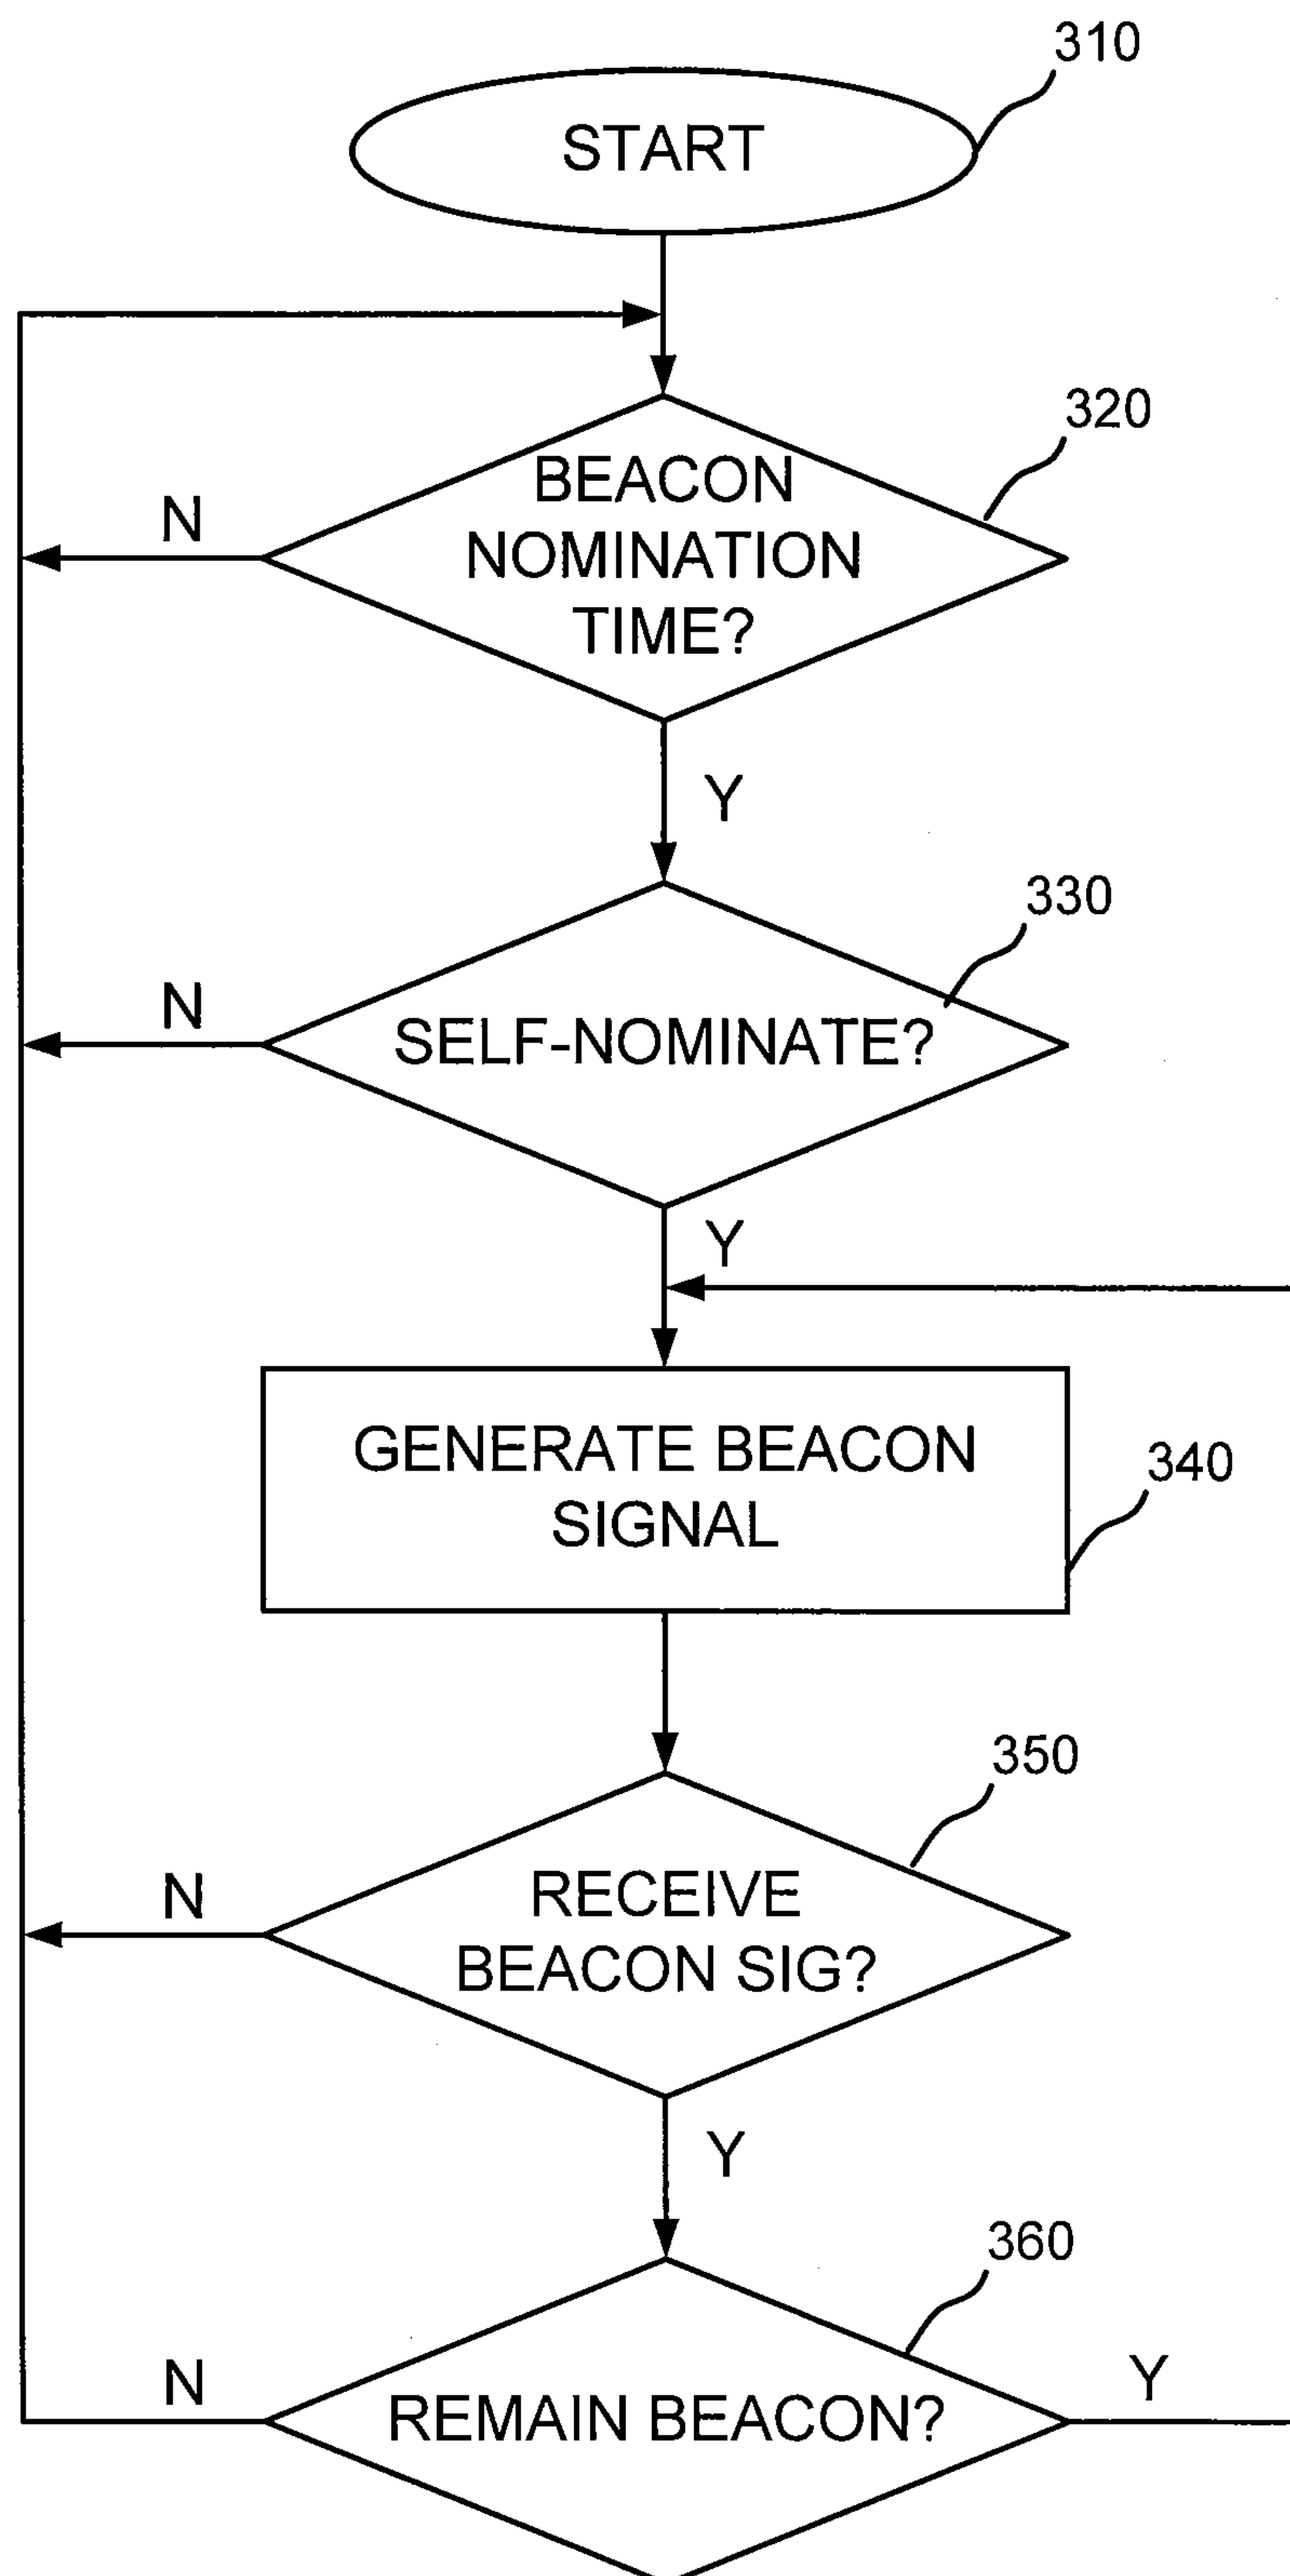 310
START
320
BEACON
NOMINATION
TIME?
N
Y
330
N
SELF-NOMINATE?
Y
GENERATE BEACON
SIGNAL
340
350
N
RECEIVE
BEACON SIG?
Y
360
N
REMAIN BEACON?
Y